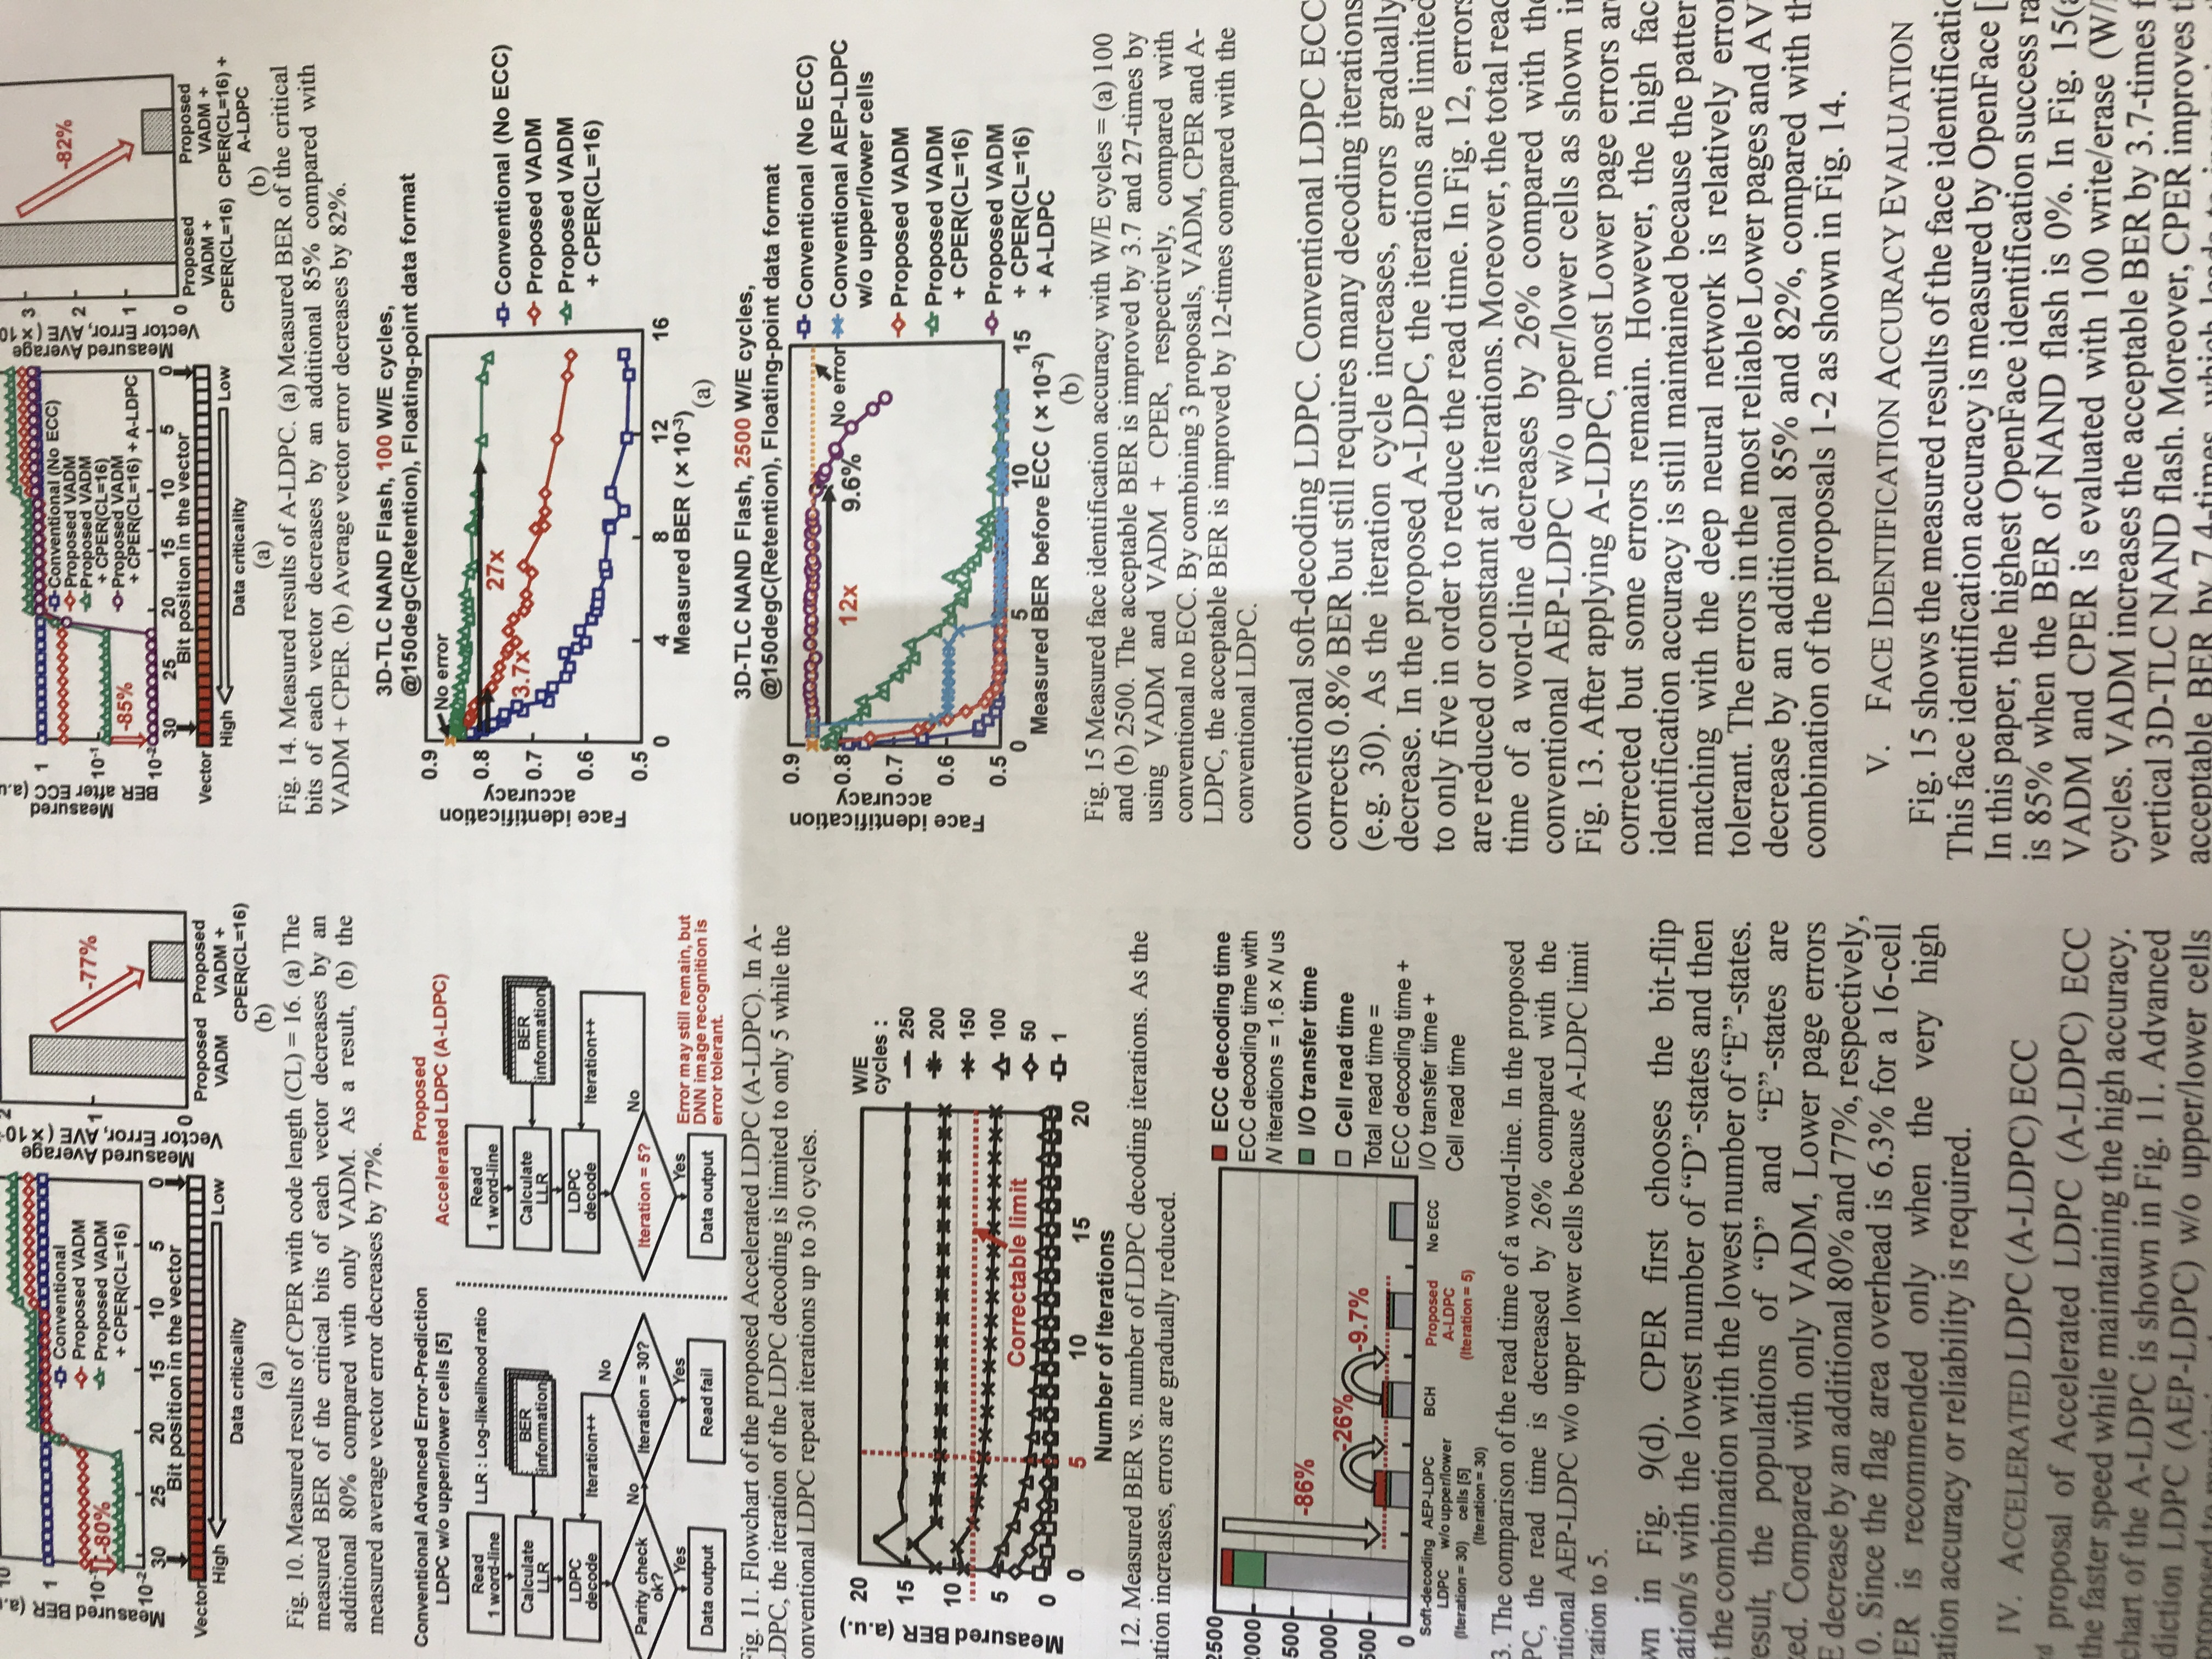 Measured BER (a.u.
10
1
10-1
10-2
-80%
Conventional
Proposed VADM
Proposed VADM
+ CPER(CL=16)
30 25 20 15 10 5 0
Bit position in the vector
Vector
High Low
Data criticality
(a)
Measured Average
Vector Error, AVE (×10
2
1
0
-77%
Proposed VADM
Proposed VADM + CPER(CL=16)
(b)
Fig. 10. Measured results of CPER with code length (CL) = 16. (a) The
measured BER of the critical bits of each vector decreases by an
additional 80% compared with only VADM. As a result, (b) the
measured average vector error decreases by 77%.
Conventional Advanced Error-Prediction
LDPC w/o upper/lower cells [5]
Read
1 word-line
LLR : Log-likelihood ratio
Calculate
LLR
BER
information
LDPC
decode
Iteration++
No
Parity check
ok?
No
Iteration = 30?
Yes
Yes
Data output
Read fail
Proposed
Accelerated LDPC (A-LDPC)
Read
1 word-line
Calculate
LLR
BER
information
LDPC
decode
Iteration++
Iteration = 5?
No
Yes
Data output
Error may still remain, but
DNN image recognition is
error tolerant.
Fig. 11. Flowchart of the proposed Accelerated LDPC (A-LDPC). In A-
LDPC, the iteration of the LDPC decoding is limited to only 5 while the
onventional LDPC repeat iterations up to 30 cycles.
Measured BER (a.u.)
20
15
10
5
0
Correctable limit
0 5 10 15 20
Number of Iterations
W/E
cycles :
250
200
150
100
50
1
12. Measured BER vs. number of LDPC decoding iterations. As the
ation increases, errors are gradually reduced.
2500
2000
500
000
500
0
-86%
-26%
-9.7%
Soft-decoding
LDPC
(Iteration = 30)
AEP-LDPC
w/o upper/lower
cells [5]
(Iteration = 30)
BCH
Proposed
A-LDPC
(Iteration = 5)
No ECC
ECC decoding time
ECC decoding time with
N iterations = 1.6 × N us
I/O transfer time
Cell read time
Total read time =
ECC decoding time +
I/O transfer time +
Cell read time
3. The comparison of the read time of a word-line. In the proposed
PC, the read time is decreased by 26% compared with the
ntional AEP-LDPC w/o upper lower cells because A-LDPC limit
ration to 5.
wn in Fig. 9(d). CPER first chooses the bit-flip
ation/s with the lowest number of “D”-states and then
the combination with the lowest number of “E”-states.
esult, the populations of “D” and “E”-states are
ed. Compared with only VADM, Lower page errors
E decrease by an additional 80% and 77%, respectively,
0. Since the flag area overhead is 6.3% for a 16-cell
ER is recommended only when the very high
ation accuracy or reliability is required.
IV. ACCELERATED LDPC (A-LDPC) ECC
rd proposal of Accelerated LDPC (A-LDPC) ECC
the faster speed while maintaining the high accuracy.
chart of the A-LDPC is shown in Fig. 11. Advanced
diction LDPC (AEP-LDPC) w/o upper/lower cells
Measured
BER after ECC (a.u
1
10-1
10-2
-85%
Conventional (No ECC)
Proposed VADM
Proposed VADM
+ CPER(CL=16)
Proposed VADM
+ CPER(CL=16) + A-LDPC
30 25 20 15 10 5 0
Bit position in the vector
Vector
High Low
Data criticality
(a)
Measured Average
Vector Error, AVE (×10
3
2
1
0
-82%
Proposed VADM + CPER(CL=16)
Proposed VADM + CPER(CL=16) + A-LDPC
(b)
Fig. 14. Measured results of A-LDPC. (a) Measured BER of the critical
bits of each vector decreases by an additional 85% compared with
VADM + CPER. (b) Average vector error decreases by 82%.
3D-TLC NAND Flash, 100 W/E cycles,
@150degC(Retention), Floating-point data format
Face identification
accuracy
0.9
0.8
0.7
0.6
0.5
No error
27x
3.7x
0 4 8 12 16
Measured BER (×10-3)
(a)
Conventional (No ECC)
Proposed VADM
Proposed VADM
+ CPER(CL=16)
3D-TLC NAND Flash, 2500 W/E cycles,
@150degC(Retention), Floating-point data format
Face identification
accuracy
0.9
0.8
0.7
0.6
0.5
12x
9.6%
No error
0 5 10 15
Measured BER before ECC (×10-2)
(b)
Conventional (No ECC)
Conventional AEP-LDPC
w/o upper/lower cells
Proposed VADM
Proposed VADM
+ CPER(CL=16)
Proposed VADM
+ CPER(CL=16)
+ A-LDPC
Fig. 15 Measured face identification accuracy with W/E cycles = (a) 100
and (b) 2500. The acceptable BER is improved by 3.7 and 27-times by
using VADM and VADM + CPER, respectively, compared with
conventional no ECC. By combining 3 proposals, VADM, CPER and A-
LDPC, the acceptable BER is improved by 12-times compared with the
conventional LDPC.
conventional soft-decoding LDPC. Conventional LDPC ECC
corrects 0.8% BER but still requires many decoding iterations
(e.g. 30). As the iteration cycle increases, errors gradually
decrease. In the proposed A-LDPC, the iterations are limited
to only five in order to reduce the read time. In Fig. 12, errors
are reduced or constant at 5 iterations. Moreover, the total read
time of a word-line decreases by 26% compared with the
conventional AEP-LDPC w/o upper/lower cells as shown in
Fig. 13. After applying A-LDPC, most Lower page errors are
corrected but some errors remain. However, the high fac
identification accuracy is still maintained because the patter
matching with the deep neural network is relatively error
tolerant. The errors in the most reliable Lower pages and AV
decrease by an additional 85% and 82%, compared with th
combination of the proposals 1-2 as shown in Fig. 14.
V. FACE IDENTIFICATION ACCURACY EVALUATION
Fig. 15 shows the measured results of the face identificatio
This face identification accuracy is measured by OpenFace [
In this paper, the highest OpenFace identification success ra
is 85% when the BER of NAND flash is 0%. In Fig. 15(a
VADM and CPER is evaluated with 100 write/erase (W/
cycles. VADM increases the acceptable BER by 3.7-times f
vertical 3D-TLC NAND flash. Moreover, CPER improves t
acceptable BER by 7.4-times, which leads to